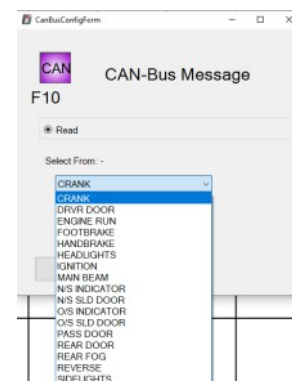 CanBusConfigForm
CAN
CAN-Bus Message
F10
Read
Select From: -
CRANK
CRANK
DRVR DOOR
ENGINE RUN
FOOTBRAKE
HANDBRAKE
HEADLIGHTS
IGNITION
MAIN BEAM
N/S INDICATOR
N/S SLD DOOR
O/S INDICATOR
O/S SLD DOOR
PASS DOOR
REAR DOOR
REAR FOG
REVERSE
SIDELIGHTS